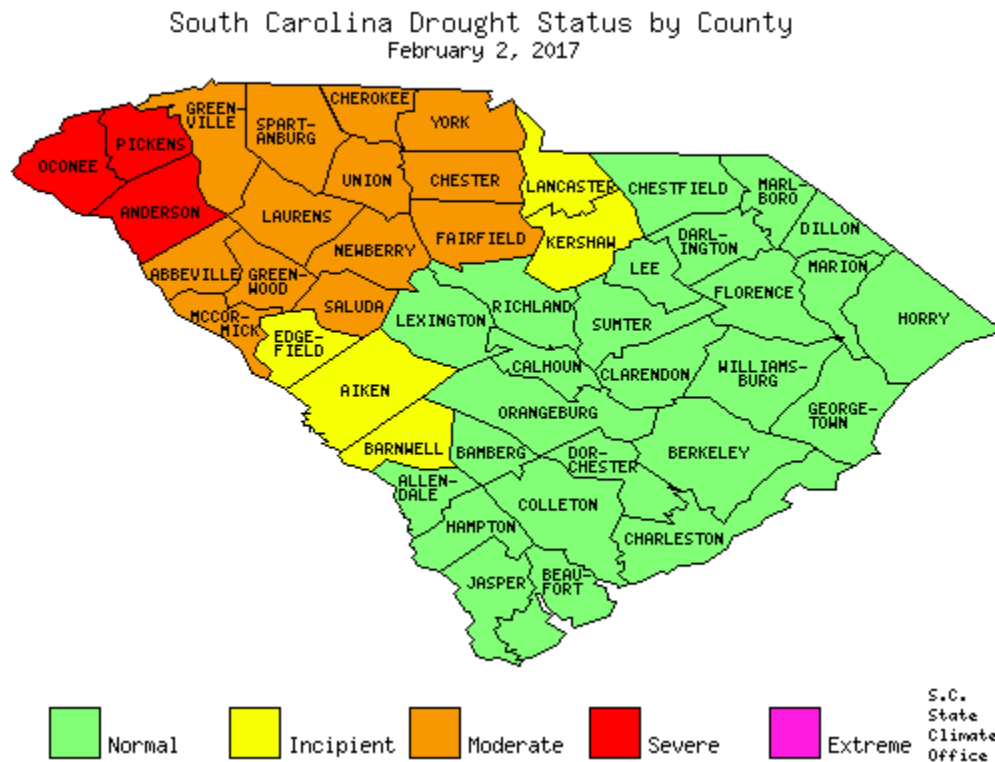 South Carolina Drought Status by County
February 2, 2017
CHEROKEE
GREEN-
VILLE
SPART-
ANBURG
YORK
PICKENS
OCONEE
UNION
CHESTER
LANCASTER
CHESTFIELD
MARL-
BORO
ANDERSON
LAURENS
DILLON
FAIRFIELD
KERSHAW
DARL-
INGTON
NEWBERRY
ABBEVILLE
GREEN-
WOOD
LEE
MARION
FLORENCE
SALUDA
RICHLAND
MCCOR-
MICK
LEXINGTON
SUMTER
HORRY
EDGE-
FIELD
CALHOUN
CLARENDON
WILLIAMS-
BURG
AIKEN
ORANGEBURG
GEORGE-
TOWN
BARNWELL
BAMBERG
DOR-
CHESTER
BERKELEY
ALLEN-
DALE
COLLETON
HAMPTON
CHARLESTON
JASPER
BEAU-
FORT
Normal
Incipient
Moderate
Severe
Extreme
S.C.
State
Climate
Office